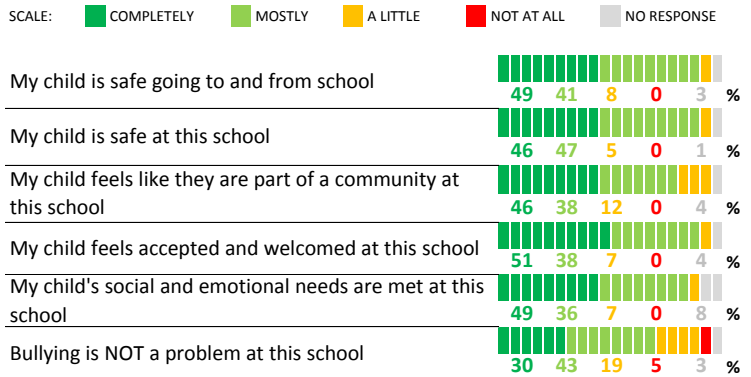 SCALE: COMPLETELY MOSTLY A LITTLE NOT AT ALL NO RESPONSE
My child is safe going to and from school
49 41 8 0 3 %
My child is safe at this school
46 47 5 0 1 %
My child feels like they are part of a community at
this school
46 38 12 0 4 %
My child feels accepted and welcomed at this school
51 38 7 0 4 %
My child's social and emotional needs are met at this
school
49 36 7 0 8 %
Bullying is NOT a problem at this school
30 43 19 5 3 %